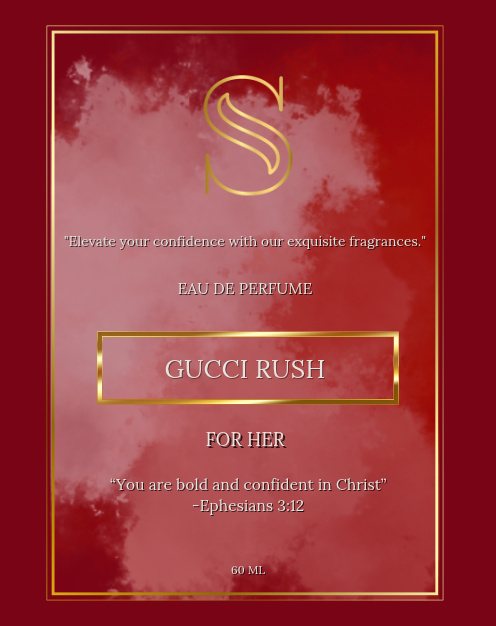 S
"Elevate your confidence with our exquisite fragrances."
EAU DE PERFUME
GUCCI RUSH
FOR HER
“You are bold and confident in Christ”
-Ephesians 3:12
60 ML